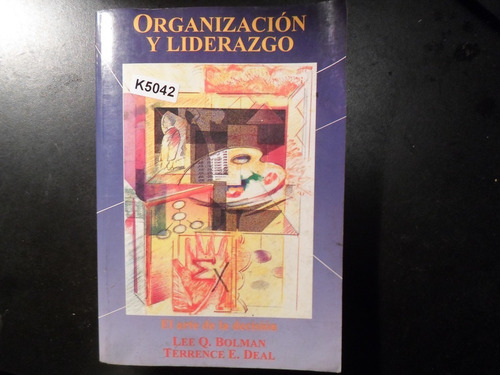 ORGANIZACIÓN
Y LIDERAZGO
K5042
El arte de la decisión
LEE Q. BOLMAN
TERRENCE E. DEAL